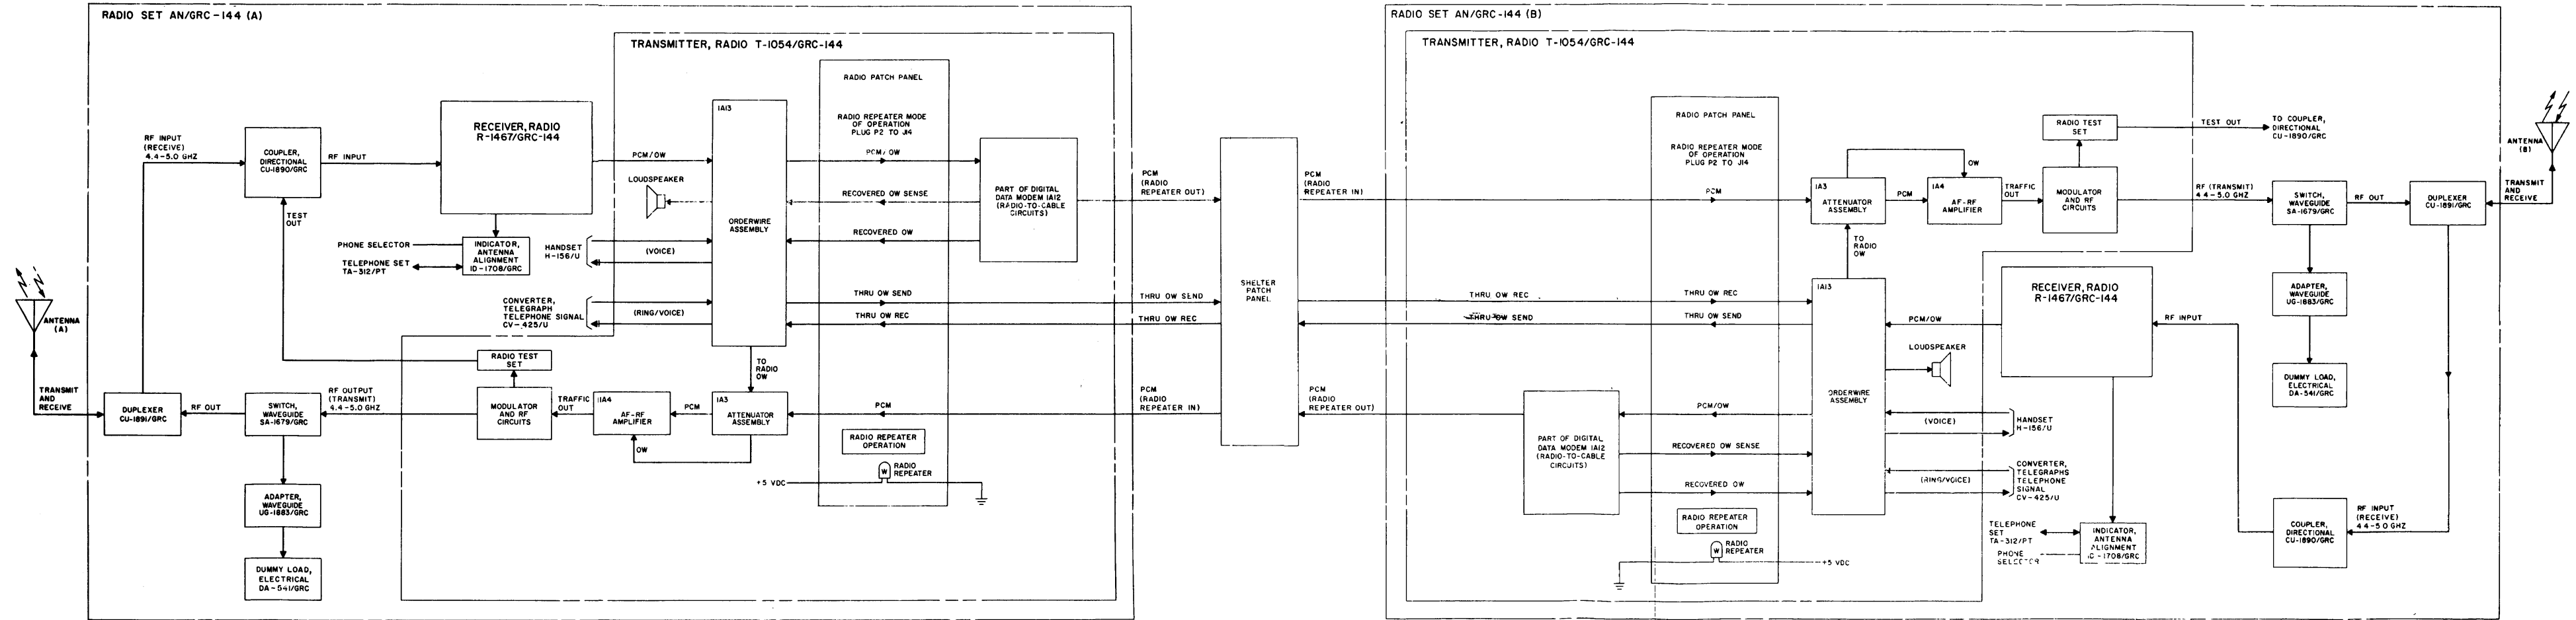 RADIO SET AN/GRC-144 (A)
TRANSMITTER, RADIO T-1054/GRC-144
RADIO PATCH PANEL
RADIO REPEATER MODE
OF OPERATION
PLUG P2 TO J14
1A13
RECEIVER, RADIO
R-1467/GRC-144
RF INPUT
(RECEIVE)
4.4-5.0 GHZ
COUPLER,
DIRECTIONAL
CU-1890/GRC
RF INPUT
PCM/OW
PCM/OW
LOUDSPEAKER
RECOVERED OW SENSE
PART OF DIGITAL
DATA MODEM 1A12
(RADIO-TO-CABLE
CIRCUITS)
TEST
OUT
ORDERWIRE
ASSEMBLY
RECOVERED OW
PHONE SELECTOR
TELEPHONE SET
TA-312/PT
INDICATOR,
ANTENNA
ALIGNMENT
ID-1708/GRC
HANDSET
H-156/U
(VOICE)
CONVERTER,
TELEGRAPH
TELEPHONE SIGNAL
CV-425/U
(RING/VOICE)
THRU OW SEND
THRU OW REC
ANTENNA
(A)
TRANSMIT
AND
RECEIVE
DUPLEXER
CU-1891/GRC
RF OUT
SWITCH,
WAVEGUIDE
SA-1679/GRC
RF OUTPUT
(TRANSMIT)
4.4-5.0 GHZ
RADIO TEST
SET
MODULATOR
AND RF
CIRCUITS
TRAFFIC
OUT
1A4
AF-RF
AMPLIFIER
OW
PCM
TO
RADIO
OW
1A3
ATTENUATOR
ASSEMBLY
PCM
RADIO REPEATER
OPERATION
W
RADIO
REPEATER
+5 VDC
ADAPTER,
WAVEGUIDE
UG-1883/GRC
DUMMY LOAD,
ELECTRICAL
DA-541/GRC
PCM
(RADIO
REPEATER OUT)
THRU OW SEND
THRU OW REC
PCM
(RADIO
REPEATER IN)
SHELTER
PATCH
PANEL
PCM
(RADIO
REPEATER IN)
THRU OW REC
THRU OW SEND
PCM
(RADIO
REPEATER OUT)
RADIO SET AN/GRC-144 (B)
TRANSMITTER, RADIO T-1054/GRC-144
RADIO PATCH PANEL
RADIO REPEATER MODE
OF OPERATION
PLUG P2 TO J14
PCM
1A3
ATTENUATOR
ASSEMBLY
OW
PCM
1A4
AF-RF
AMPLIFIER
TRAFFIC
OUT
RADIO TEST
SET
MODULATOR
AND RF
CIRCUITS
TEST OUT
TO COUPLER,
DIRECTIONAL
CU-1890/GRC
RF (TRANSMIT)
4.4-5.0 GHZ
SWITCH,
WAVEGUIDE
SA-1679/GRC
RF OUT
DUPLEXER
CU-1891/GRC
ANTENNA
(B)
TRANSMIT
AND
RECEIVE
TO
RADIO
OW
THRU OW REC
THRU OW SEND
1A13
ORDERWIRE
ASSEMBLY
RECEIVER, RADIO
R-1467/GRC-144
PCM/OW
RF INPUT
LOUDSPEAKER
ADAPTER,
WAVEGUIDE
UG-1883/GRC
DUMMY LOAD,
ELECTRICAL
DA-541/GRC
PART OF DIGITAL
DATA MODEM 1A12
(RADIO-TO-CABLE
CIRCUITS)
PCM/OW
RECOVERED OW SENSE
RECOVERED OW
(VOICE)
HANDSET
H-156/U
(RING/VOICE)
CONVERTER,
TELEGRAPHS
TELEPHONE
SIGNAL
CV-425/U
RADIO REPEATER
OPERATION
W
RADIO
REPEATER
+5 VDC
TELEPHONE
SET
TA-312/PT
PHONE
SELECTOR
INDICATOR,
ANTENNA
ALIGNMENT
ID-1708/GRC
COUPLER,
DIRECTIONAL
CU-1890/GRC
RF INPUT
(RECEIVE)
4.4-5.0 GHZ